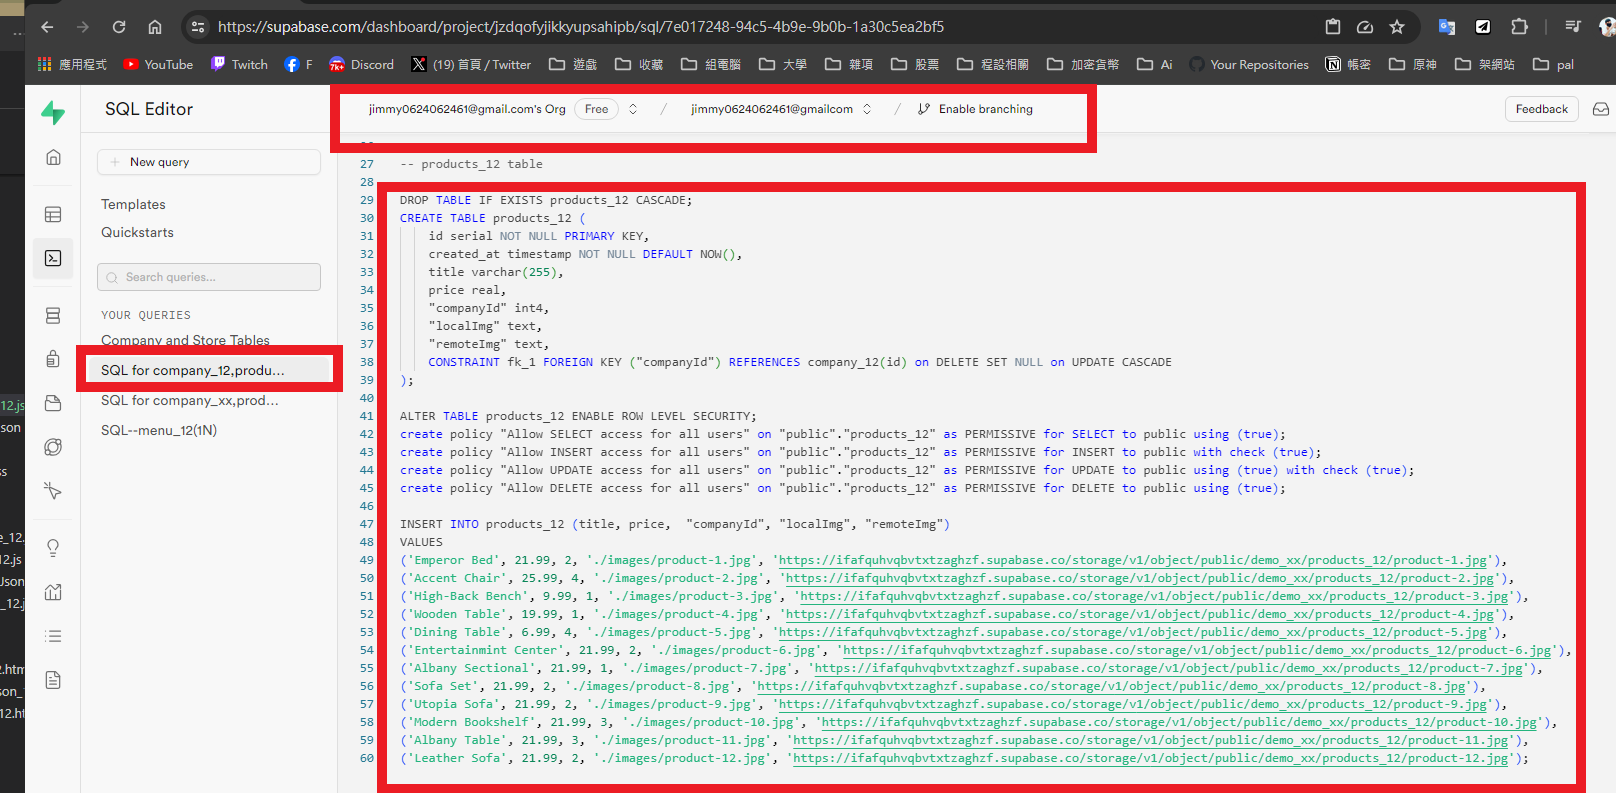 https://supabase.com/dashboard/project/jzdqofyjikkyupsahipb/sql/7e017248-94c5-4b9e-9b0b-1a30c5ea2bf5
應用程式 YouTube Twitch F Discord (19) 首頁 / Twitter 遊戲 收藏 組電腦 大學 雜項 股票 程設相關 加密貨幣 Ai Your Repositories 帳密 原神 架網站 pal
SQL Editor
jimmy0624062461@gmail.com's Org Free / jimmy0624062461@gmailcom / Enable branching
Feedback
New query
Templates
Quickstarts
Search queries...
YOUR QUERIES
Company and Store Tables
SQL for company_12,produ...
SQL for company_xx,prod...
SQL--menu_12(1N)
27 -- products_12 table
28
29 DROP TABLE IF EXISTS products_12 CASCADE;
30 CREATE TABLE products_12 (
31 id serial NOT NULL PRIMARY KEY,
32 created_at timestamp NOT NULL DEFAULT NOW(),
33 title varchar(255),
34 price real,
35 "companyId" int4,
36 "localImg" text,
37 "remoteImg" text,
38 CONSTRAINT fk_1 FOREIGN KEY ("companyId") REFERENCES company_12(id) on DELETE SET NULL on UPDATE CASCADE
39 );
40
41 ALTER TABLE products_12 ENABLE ROW LEVEL SECURITY;
42 create policy "Allow SELECT access for all users" on "public"."products_12" as PERMISSIVE for SELECT to public using (true);
43 create policy "Allow INSERT access for all users" on "public"."products_12" as PERMISSIVE for INSERT to public with check (true);
44 create policy "Allow UPDATE access for all users" on "public"."products_12" as PERMISSIVE for UPDATE to public using (true) with check (true);
45 create policy "Allow DELETE access for all users" on "public"."products_12" as PERMISSIVE for DELETE to public using (true);
46
47 INSERT INTO products_12 (title, price,  "companyId", "localImg", "remoteImg")
48 VALUES
49 ('Emperor Bed', 21.99, 2, './images/product-1.jpg', 'https://ifafquhvqbvtxtzaghzf.supabase.co/storage/v1/object/public/demo_xx/products_12/product-1.jpg'),
50 ('Accent Chair', 25.99, 4, './images/product-2.jpg', 'https://ifafquhvqbvtxtzaghzf.supabase.co/storage/v1/object/public/demo_xx/products_12/product-2.jpg'),
51 ('High-Back Bench', 9.99, 1, './images/product-3.jpg', 'https://ifafquhvqbvtxtzaghzf.supabase.co/storage/v1/object/public/demo_xx/products_12/product-3.jpg'),
52 ('Wooden Table', 19.99, 1, './images/product-4.jpg', 'https://ifafquhvqbvtxtzaghzf.supabase.co/storage/v1/object/public/demo_xx/products_12/product-4.jpg'),
53 ('Dining Table', 6.99, 4, './images/product-5.jpg', 'https://ifafquhvqbvtxtzaghzf.supabase.co/storage/v1/object/public/demo_xx/products_12/product-5.jpg'),
54 ('Entertainmint Center', 21.99, 2, './images/product-6.jpg', 'https://ifafquhvqbvtxtzaghzf.supabase.co/storage/v1/object/public/demo_xx/products_12/product-6.jpg'),
55 ('Albany Sectional', 21.99, 1, './images/product-7.jpg', 'https://ifafquhvqbvtxtzaghzf.supabase.co/storage/v1/object/public/demo_xx/products_12/product-7.jpg'),
56 ('Sofa Set', 21.99, 2, './images/product-8.jpg', 'https://ifafquhvqbvtxtzaghzf.supabase.co/storage/v1/object/public/demo_xx/products_12/product-8.jpg'),
57 ('Utopia Sofa', 21.99, 2, './images/product-9.jpg', 'https://ifafquhvqbvtxtzaghzf.supabase.co/storage/v1/object/public/demo_xx/products_12/product-9.jpg'),
58 ('Modern Bookshelf', 21.99, 3, './images/product-10.jpg', 'https://ifafquhvqbvtxtzaghzf.supabase.co/storage/v1/object/public/demo_xx/products_12/product-10.jpg'),
59 ('Albany Table', 21.99, 3, './images/product-11.jpg', 'https://ifafquhvqbvtxtzaghzf.supabase.co/storage/v1/object/public/demo_xx/products_12/product-11.jpg'),
60 ('Leather Sofa', 21.99, 2, './images/product-12.jpg', 'https://ifafquhvqbvtxtzaghzf.supabase.co/storage/v1/object/public/demo_xx/products_12/product-12.jpg');